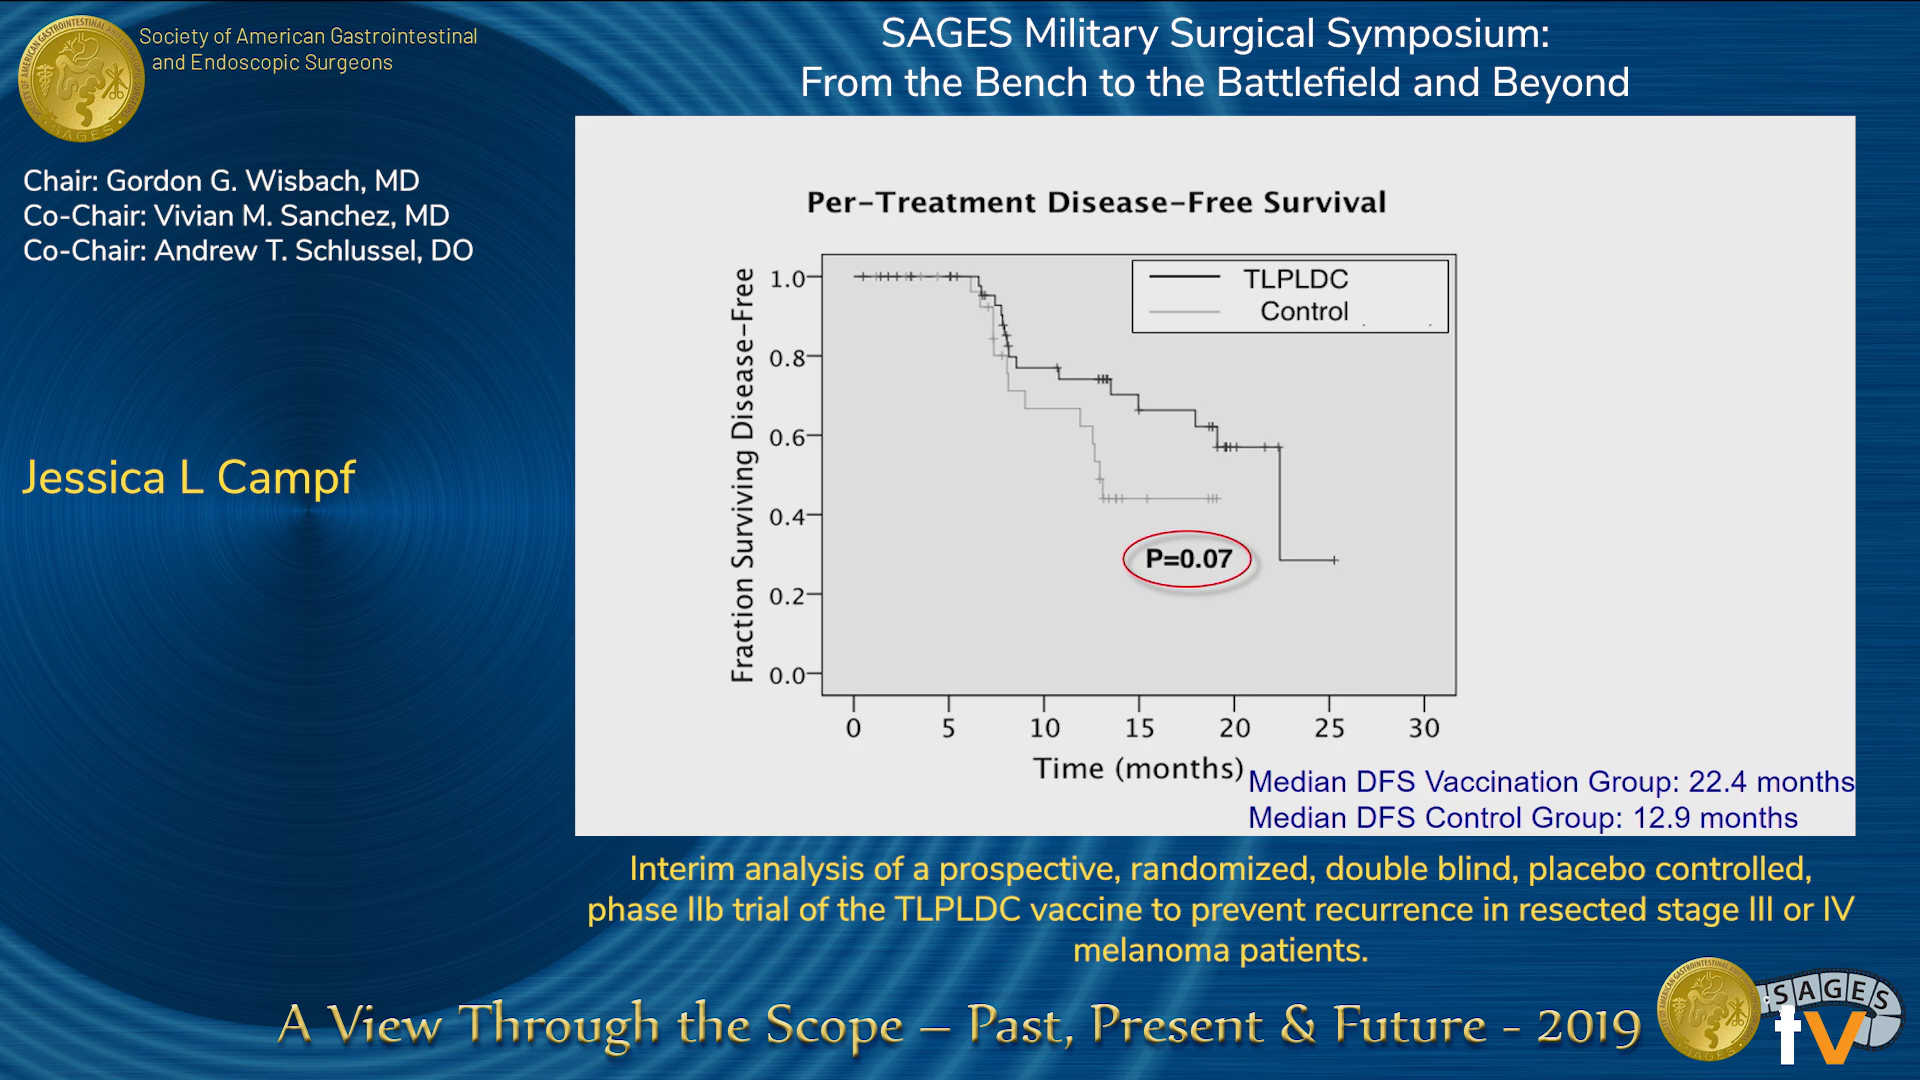 Society of American Gastrointestinal
and Endoscopic Surgeons
SAGES Military Surgical Symposium:
From the Bench to the Battlefield and Beyond
Chair: Gordon G. Wisbach, MD
Co-Chair: Vivian M. Sanchez, MD
Co-Chair: Andrew T. Schlussel, DO
Jessica L Campf
Per-Treatment Disease-Free Survival
TLPLDC
Control
Fraction Surviving Disease-Free
1.0
0.8
0.6
0.4
0.2
0.0
P=0.07
0 5 10 15 20 25 30
Time (months)
Median DFS Vaccination Group: 22.4 months
Median DFS Control Group: 12.9 months
Interim analysis of a prospective, randomized, double blind, placebo controlled,
phase IIb trial of the TLPLDC vaccine to prevent recurrence in resected stage III or IV
melanoma patients.
A View Through the Scope – Past, Present & Future - 2019
SAGES
tv